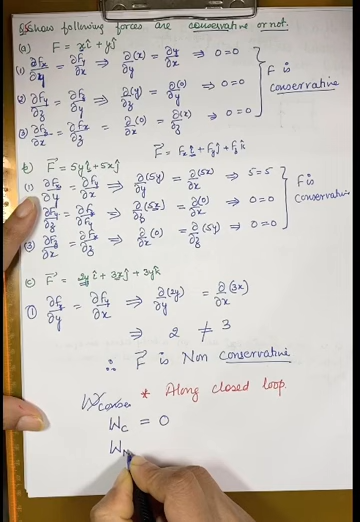 Q5 Show following forces are conservative or not.
(a) F = xî + yĵ
(1) ∂Fx/∂y = ∂Fy/∂x ⇒ ∂(x)/∂y = ∂y/∂x ⇒ 0=0
(2) ∂Fy/∂z = ∂Fz/∂y ⇒ ∂(y)/∂z = ∂(0)/∂y ⇒ 0=0
(3) ∂Fz/∂x = ∂Fx/∂z ⇒ ∂(0)/∂x = ∂(x)/∂z ⇒ 0=0
F is
conservative
F⃗ = Fxî + Fyĵ + Fzk̂
(b) F⃗ = 5yî + 5xĵ
(1) ∂Fx/∂y = ∂Fy/∂x ⇒ ∂(5y)/∂y = ∂(5x)/∂x ⇒ 5=5
∂Fy/∂z = ∂Fz/∂y ⇒ ∂(5x)/∂z = ∂(0)/∂y ⇒ 0=0
(3) ∂Fz/∂x = ∂Fx/∂z ⇒ ∂(0)/∂x = ∂(5y)/∂z ⇒ 0=0
F is
conservative
(c) F⃗ = 2yî + 3xĵ + 3yk̂
(1) ∂Fx/∂y = ∂Fy/∂x ⇒ ∂(2y)/∂y = ∂(3x)/∂x
⇒ 2 ≠ 3
∴ F⃗ is Non conservative
* Along closed loop.
Wc = 0
WN